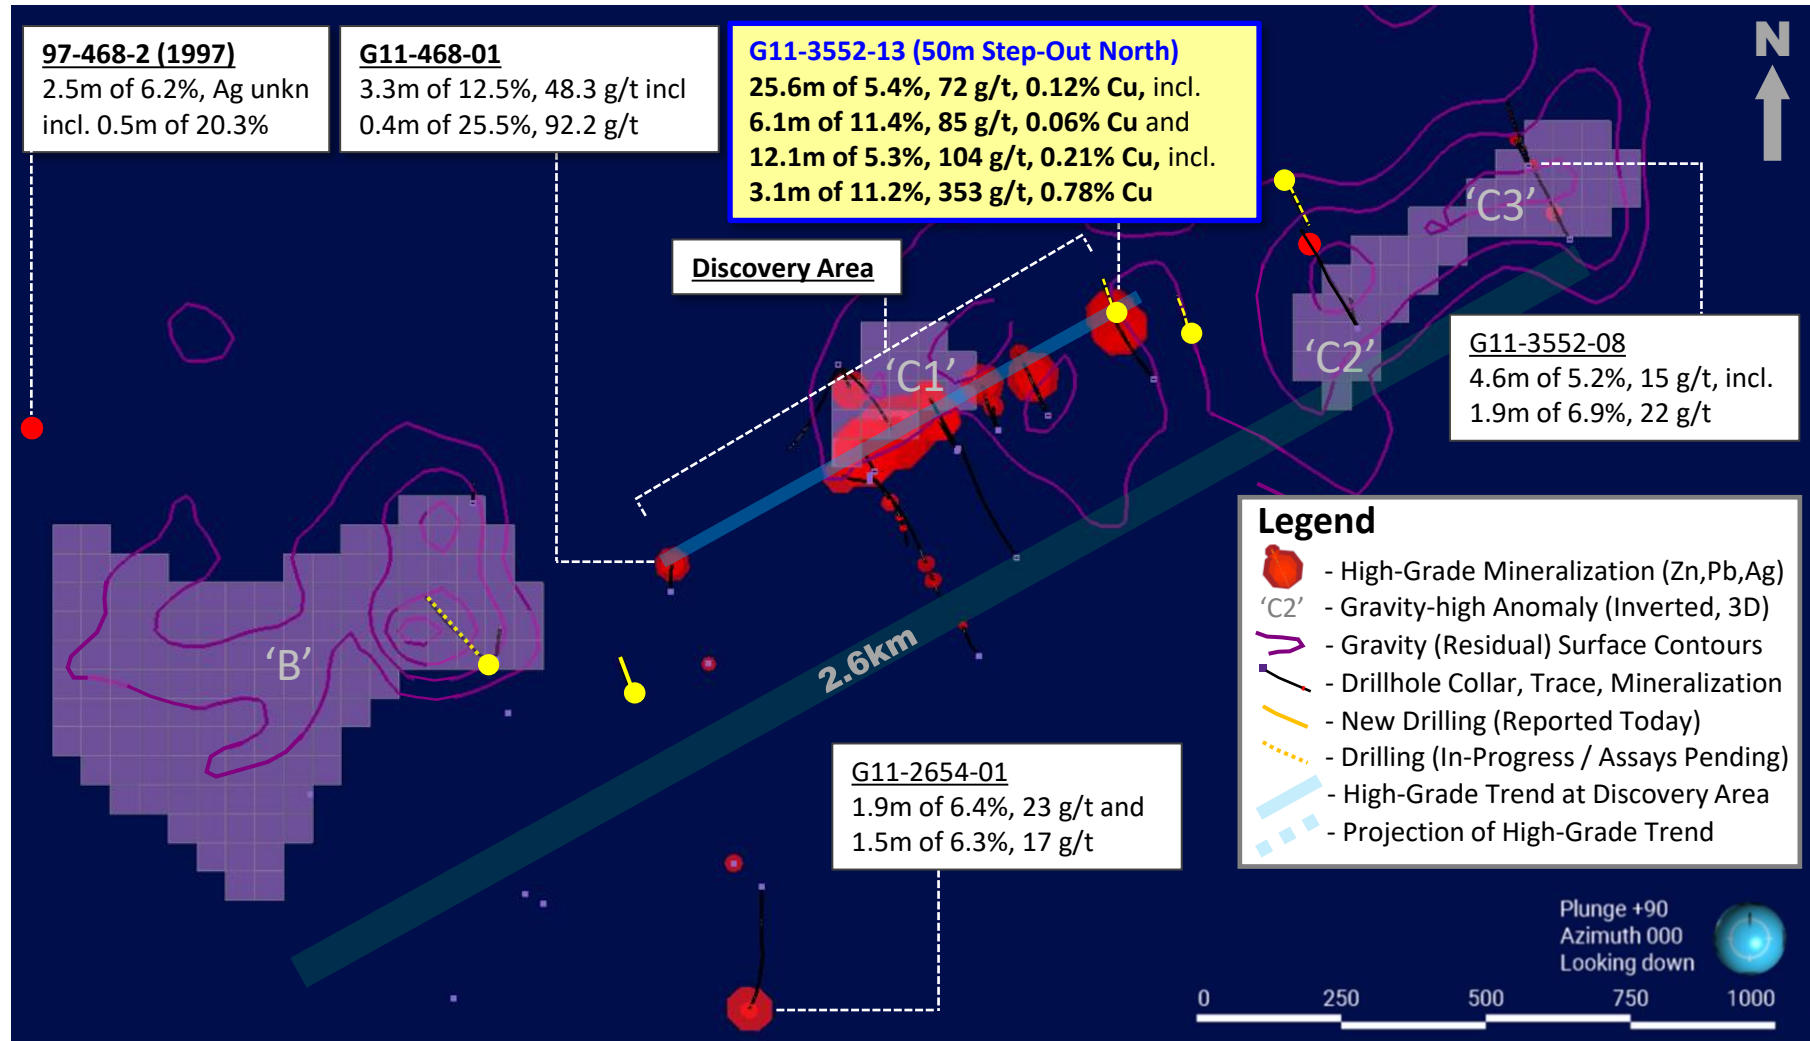 97-468-2 (1997)
2.5m of 6.2%, Ag unkn
incl. 0.5m of 20.3%
G11-468-01
3.3m of 12.5%, 48.3 g/t incl
0.4m of 25.5%, 92.2 g/t
G11-3552-13 (50m Step-Out North)
25.6m of 5.4%, 72 g/t, 0.12% Cu, incl.
6.1m of 11.4%, 85 g/t, 0.06% Cu and
12.1m of 5.3%, 104 g/t, 0.21% Cu, incl.
3.1m of 11.2%, 353 g/t, 0.78% Cu
N
Discovery Area
'C1'
'C2'
'C3'
G11-3552-08
4.6m of 5.2%, 15 g/t, incl.
1.9m of 6.9%, 22 g/t
'B'
2.6km
G11-2654-01
1.9m of 6.4%, 23 g/t and
1.5m of 6.3%, 17 g/t
Legend
- High-Grade Mineralization (Zn,Pb,Ag)
'C2' - Gravity-high Anomaly (Inverted, 3D)
- Gravity (Residual) Surface Contours
- Drillhole Collar, Trace, Mineralization
- New Drilling (Reported Today)
- Drilling (In-Progress / Assays Pending)
- High-Grade Trend at Discovery Area
- Projection of High-Grade Trend
Plunge +90
Azimuth 000
Looking down
0 250 500 750 1000